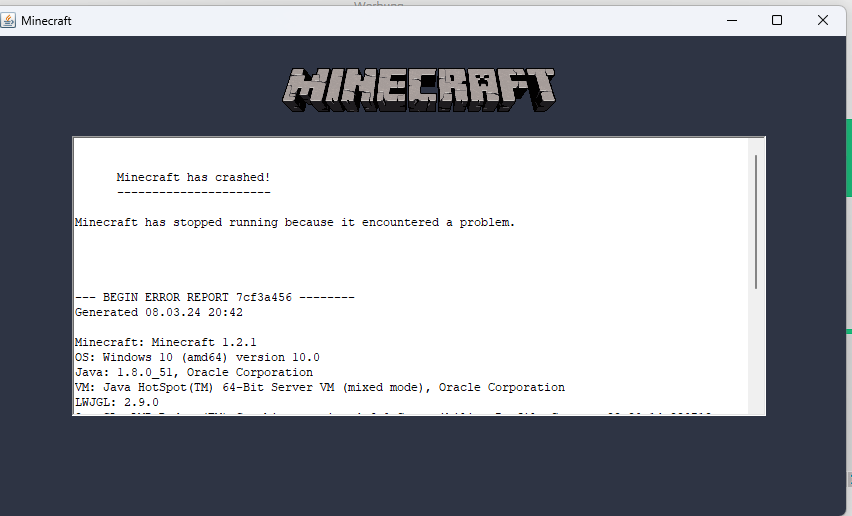 Werbung
Minecraft
MINECRAFT
Minecraft has crashed!
----------------------
Minecraft has stopped running because it encountered a problem.
--- BEGIN ERROR REPORT 7cf3a456 --------
Generated 08.03.24 20:42
Minecraft: Minecraft 1.2.1
OS: Windows 10 (amd64) version 10.0
Java: 1.8.0_51, Oracle Corporation
VM: Java HotSpot(TM) 64-Bit Server VM (mixed mode), Oracle Corporation
LWJGL: 2.9.0